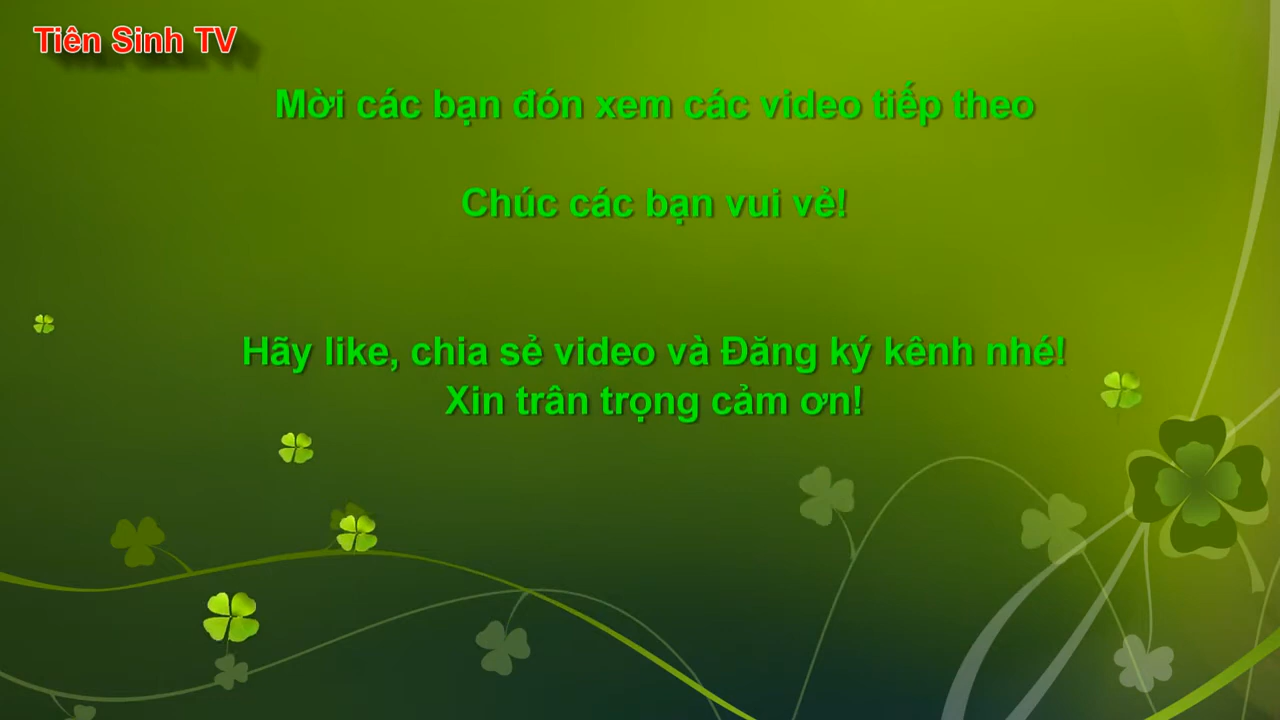 Tiên Sinh TV
Mời các bạn đón xem các video tiếp theo
Chúc các bạn vui vẻ!
Hãy like, chia sẻ video và Đăng ký kênh nhé!
Xin trân trọng cảm ơn!